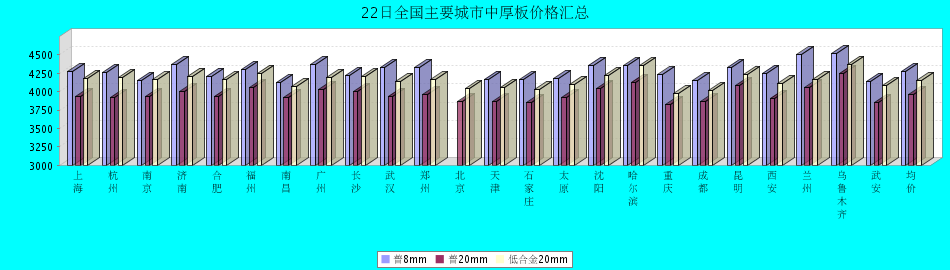 22日全国主要城市中厚板价格汇总
4500
4250
4000
3750
3500
3250
3000
上海
杭州
南京
济南
合肥
福州
南昌
广州
长沙
武汉
郑州
北京
天津
石家庄
太原
沈阳
哈尔滨
重庆
成都
昆明
西安
兰州
乌鲁木齐
武安
均价
普8mm
普20mm
低合金20mm